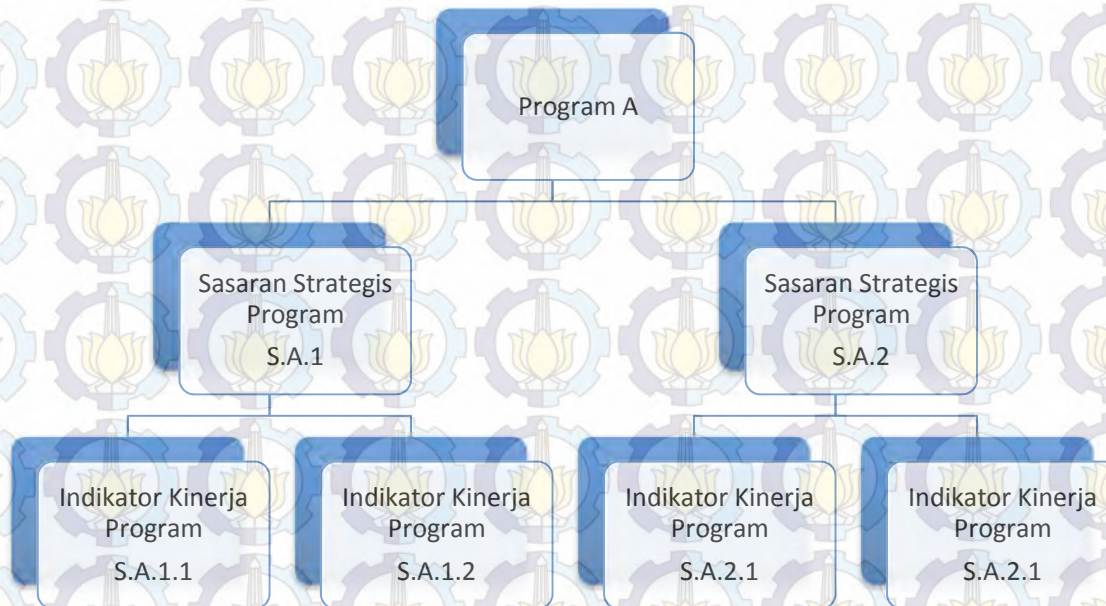 Program A
Sasaran Strategis
Program
S.A.1
Sasaran Strategis
Program
S.A.2
Indikator Kinerja
Program
S.A.1.1
Indikator Kinerja
Program
S.A.1.2
Indikator Kinerja
Program
S.A.2.1
Indikator Kinerja
Program
S.A.2.1